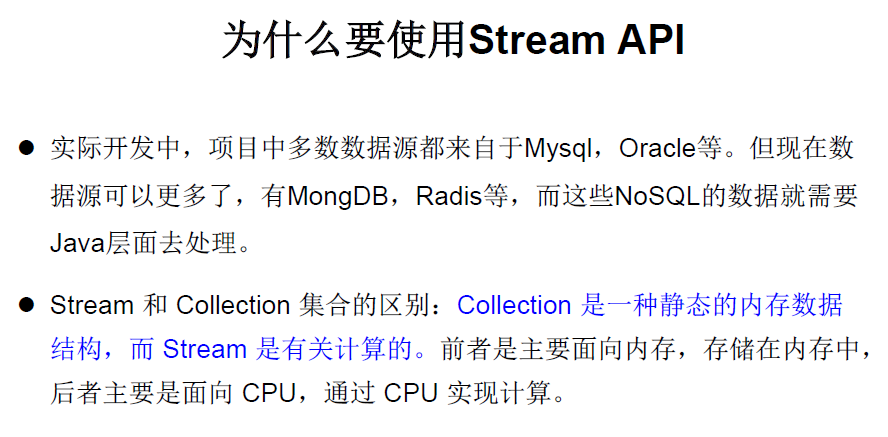 为什么要使用Stream API
● 实际开发中，项目中多数数据源都来自于Mysql，Oracle等。但现在数
据源可以更多了，有MongDB，Radis等，而这些NoSQL的数据就需要
Java层面去处理。
● Stream 和 Collection 集合的区别：Collection 是一种静态的内存数据
结构，而 Stream 是有关计算的。前者是主要面向内存，存储在内存中，
后者主要是面向 CPU，通过 CPU 实现计算。